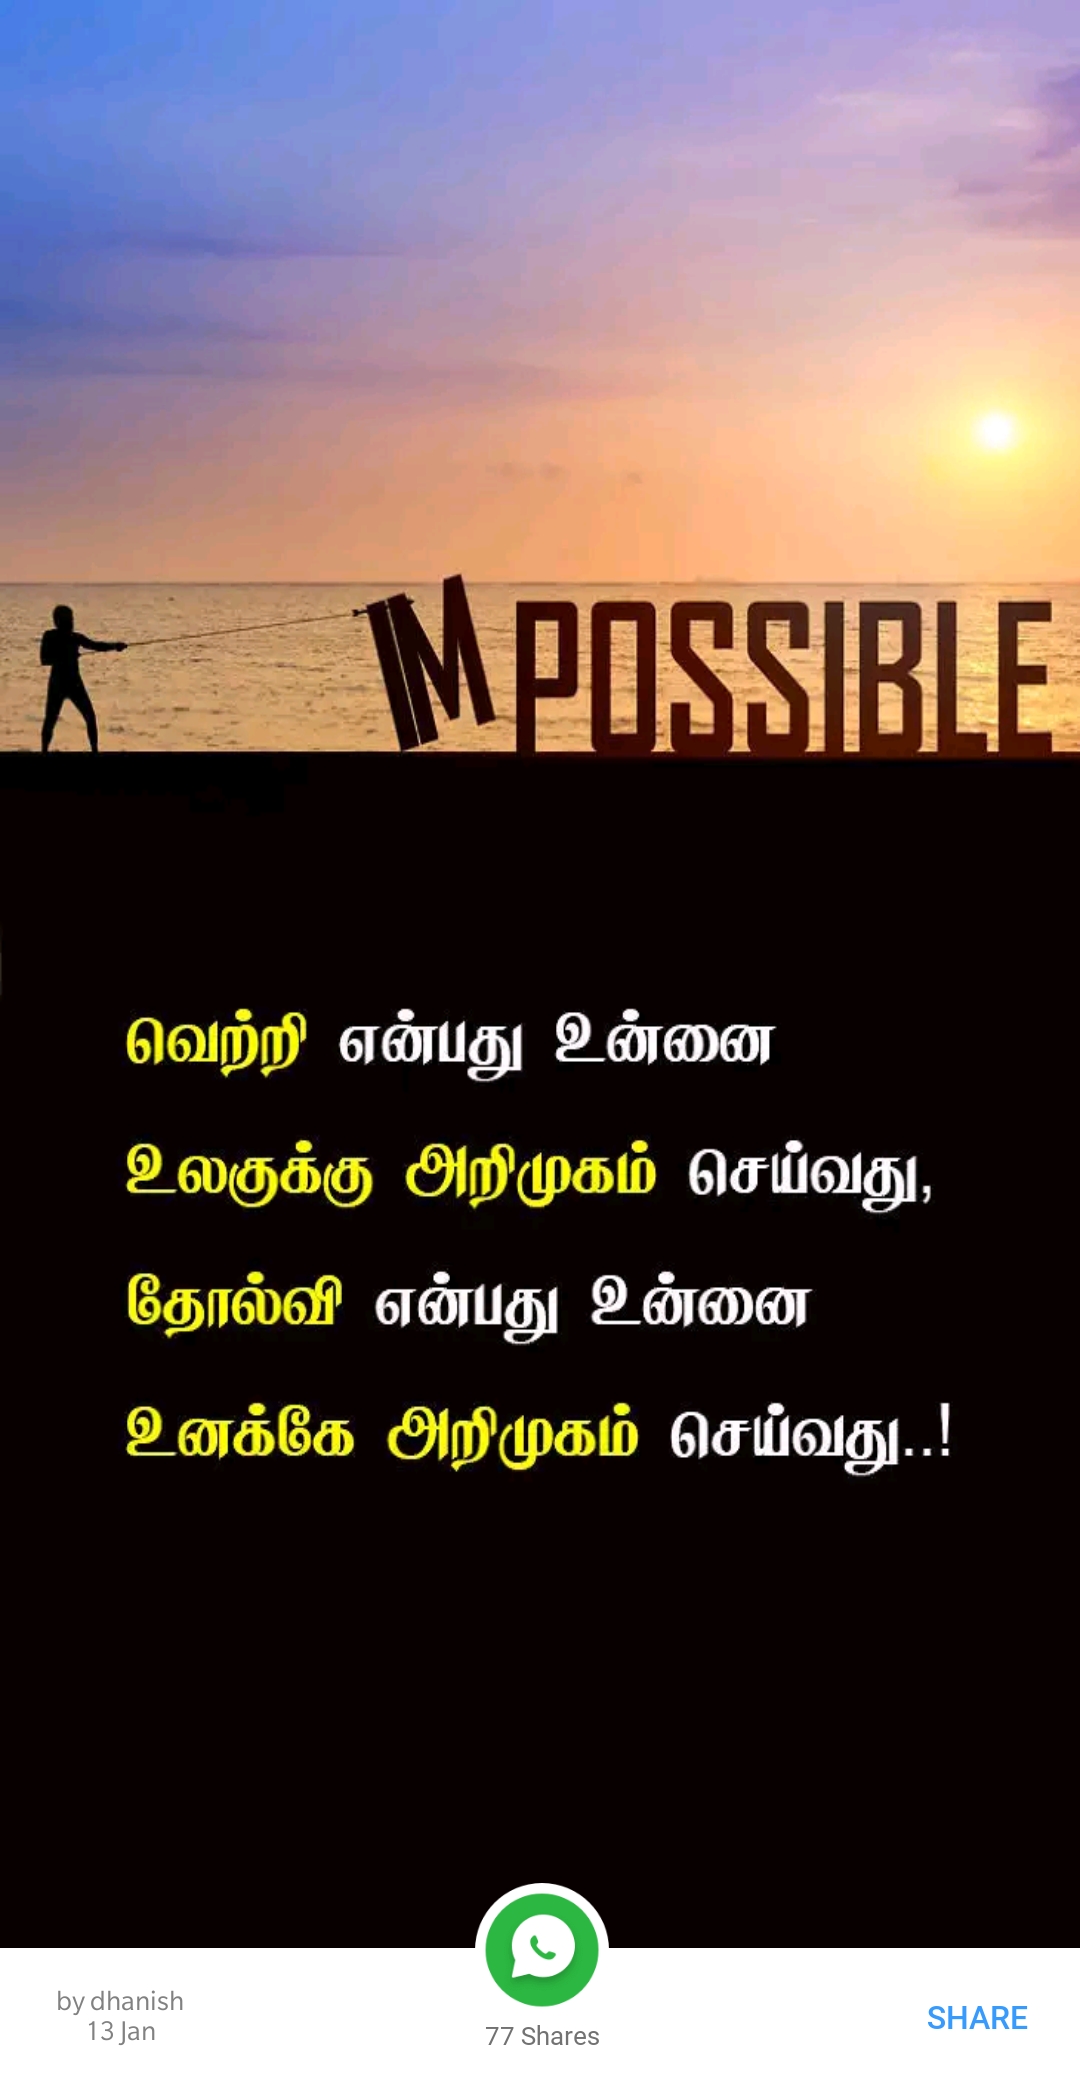 IMPOSSIBLE
வெற்றி என்பது உன்னை
உலகுக்கு அறிமுகம் செய்வது,
தோல்வி என்பது உன்னை
உனக்கே அறிமுகம் செய்வது..!
by dhanish
13 Jan
77 Shares
SHARE